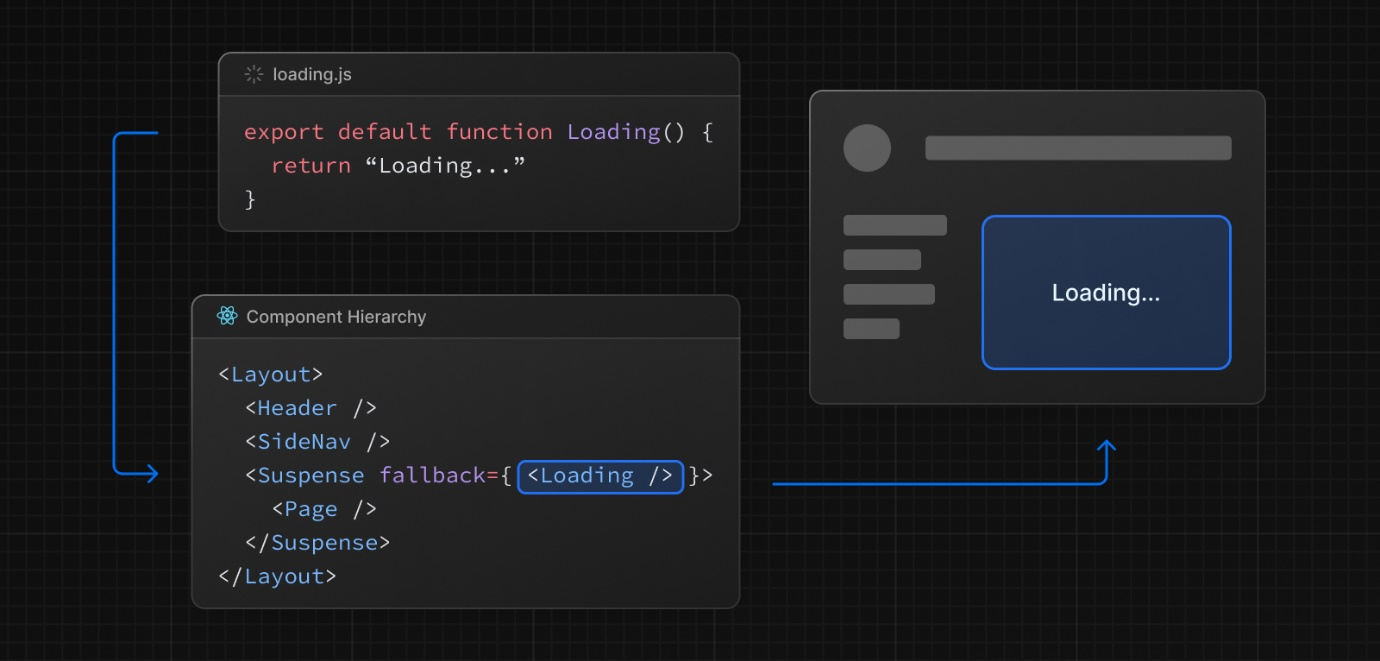 loading.js
export default function Loading() {
  return “Loading...”
}
Component Hierarchy
<Layout>
  <Header />
  <SideNav />
  <Suspense fallback={<Loading />}>
    <Page />
  </Suspense>
</Layout>
Loading...